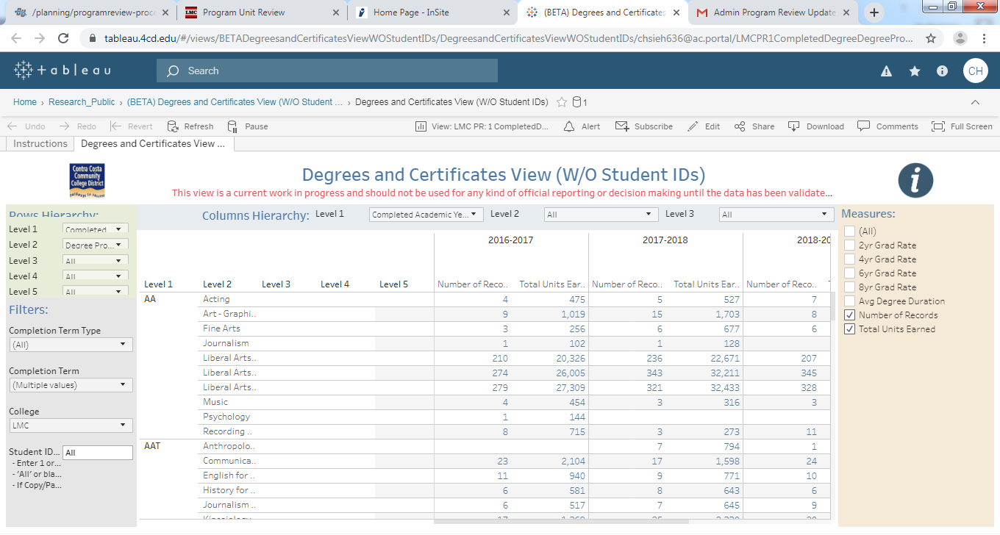 /planning/programreview-proce
Program Unit Review
Home Page - InSite
(BETA) Degrees and Certificates
Admin Program Review Update
tableau.4cd.edu/#/views/BETADegreesandCertificatesViewWOStudentIDs/DegreesandCertificatesViewWOStudentIDs/chsieh636@ac.portal/LMCPR1CompletedDegreeDegreePro...
tableau
Search
CH
Home › Research_Public › (BETA) Degrees and Certificates View (W/O Student ... › Degrees and Certificates View (W/O Student IDs) 1
Undo Redo Revert Refresh Pause View: LMC PR: 1 CompletedD... Alert Subscribe Edit Share Download Comments Full Screen
Instructions Degrees and Certificates View ...
Contra Costa
Community
College District
pathways to success
Degrees and Certificates View (W/O Student IDs)
This view is a current work in progress and should not be used for any kind of official reporting or decision making until the data has been validate...
Rows Hierarchy:
Level 1 Completed
Level 2 Degree Pro...
Level 3 All
Level 4 All
Level 5 All
Filters:
Completion Term Type
(All)
Completion Term
(Multiple values)
College
LMC
Student ID... All
- Enter 1 or...
- 'All' or bla...
- If Copy/Pa...
Columns Hierarchy: Level 1 Completed Academic Ye... Level 2 All Level 3 All
2016-2017 2017-2018 2018-20
Level 1 Level 2 Level 3 Level 4 Level 5 Number of Reco.. Total Units Ear.. Number of Reco.. Total Units Ear.. Number of Reco..
AA Acting 4 475 5 527 7
Art - Graphi.. 9 1,019 15 1,703 8
Fine Arts 3 256 6 677 6
Journalism 1 102 1 128
Liberal Arts.. 210 20,326 236 22,671 207
Liberal Arts.. 274 26,005 343 32,211 345
Liberal Arts.. 279 27,309 321 32,433 328
Music 4 454 3 316 3
Psychology 1 144
Recording .. 8 715 3 273 11
AAT Anthropolo.. 7 794 1
Communica.. 23 2,104 17 1,598 24
English for .. 11 940 9 771 10
History for .. 6 581 8 643 6
Journalism .. 6 517 7 645 9
Measures:
(All)
2yr Grad Rate
4yr Grad Rate
6yr Grad Rate
8yr Grad Rate
Avg Degree Duration
Number of Records
Total Units Earned